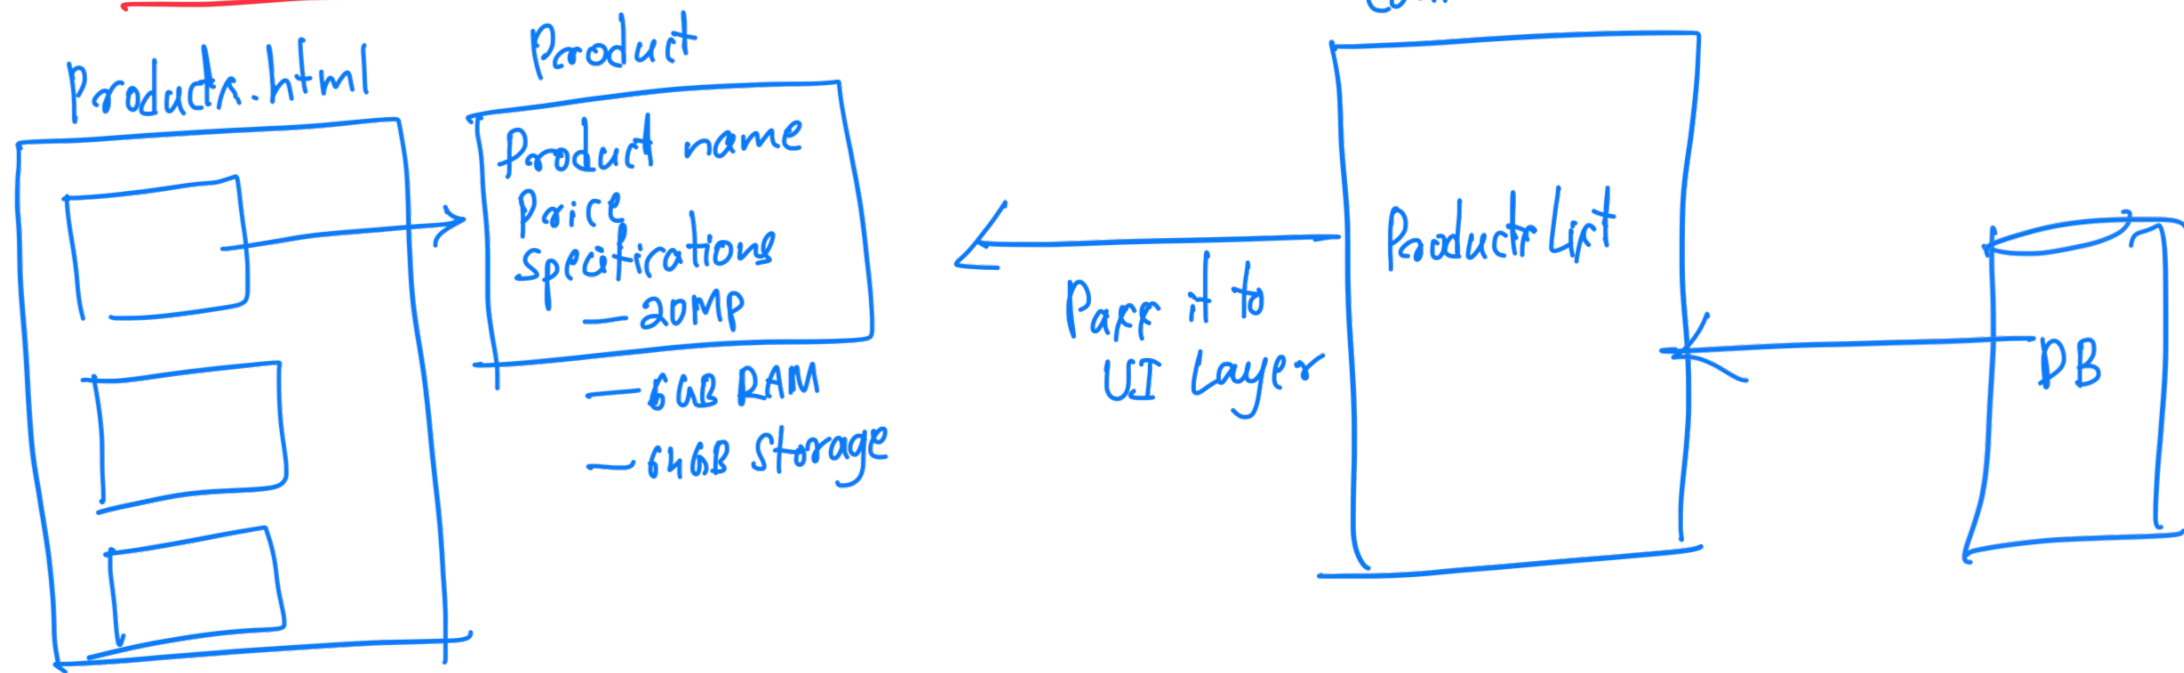 Products.html
Product
Product name
Price
specifications
— 20MP
— 6GB RAM
— 64GB storage
Pass it to
UI Layer
Products List
DB